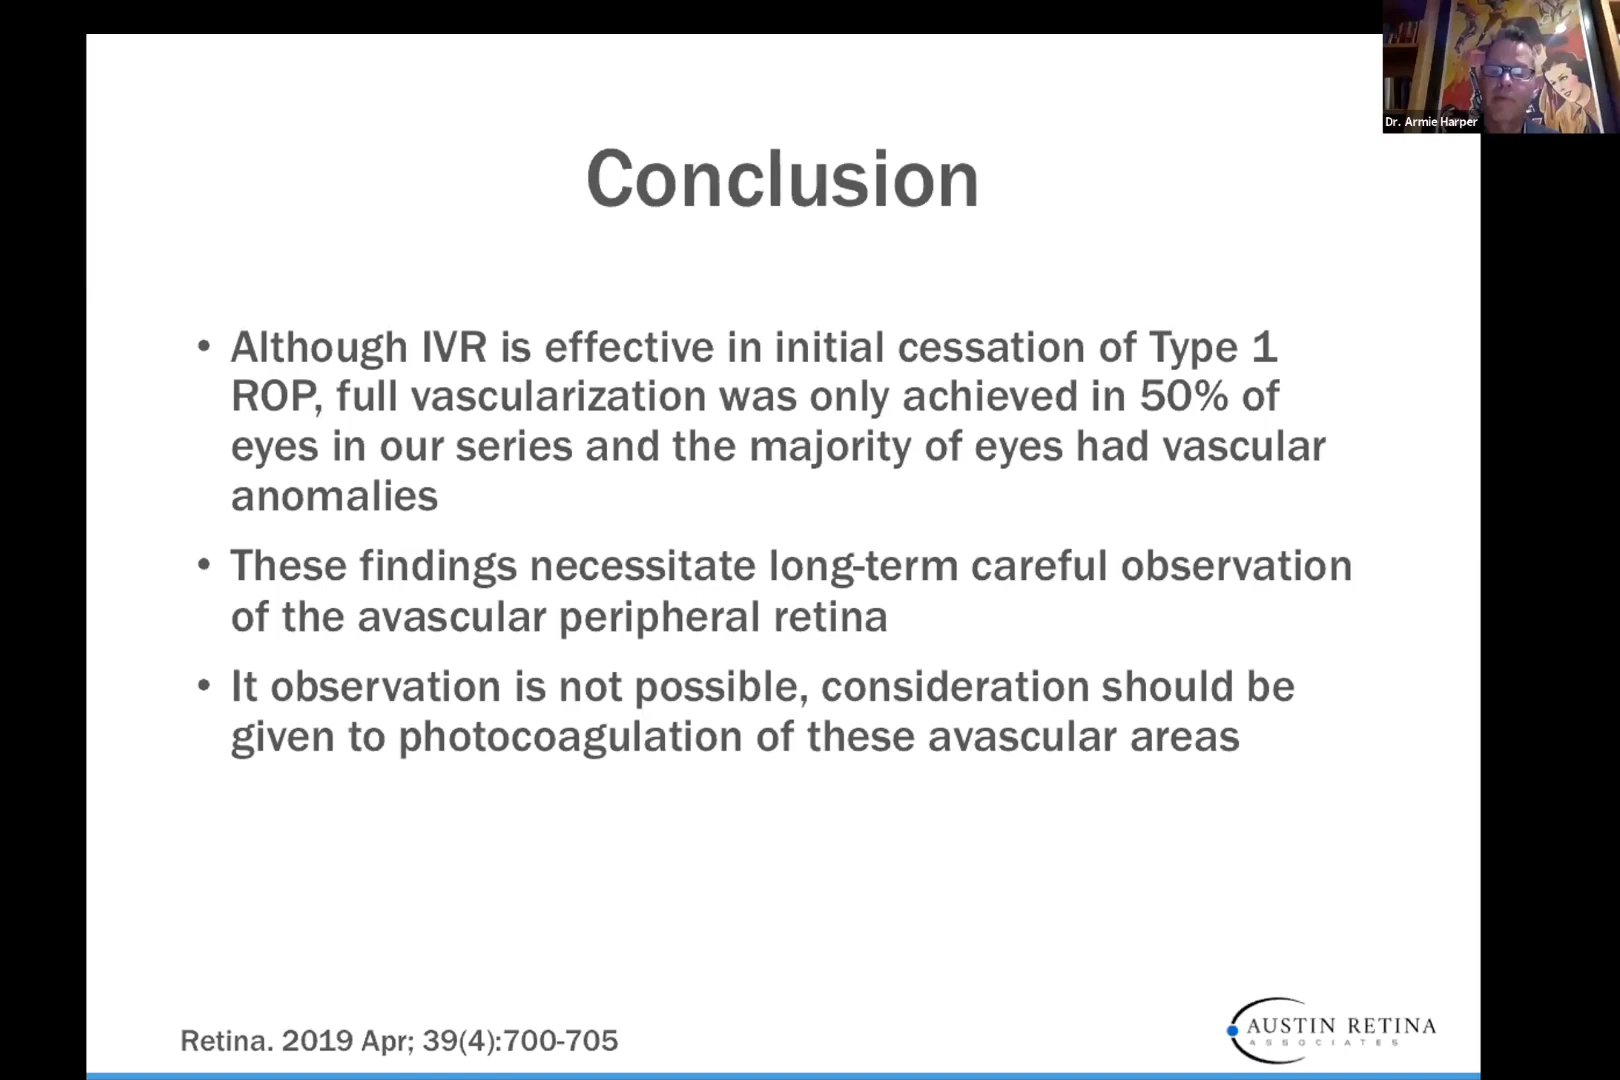 Dr. Armie Harper
Conclusion
• Although IVR is effective in initial cessation of Type 1
ROP, full vascularization was only achieved in 50% of
eyes in our series and the majority of eyes had vascular
anomalies
• These findings necessitate long-term careful observation
of the avascular peripheral retina
• It observation is not possible, consideration should be
given to photocoagulation of these avascular areas
Retina. 2019 Apr; 39(4):700-705
AUSTIN RETINA
ASSOCIATES